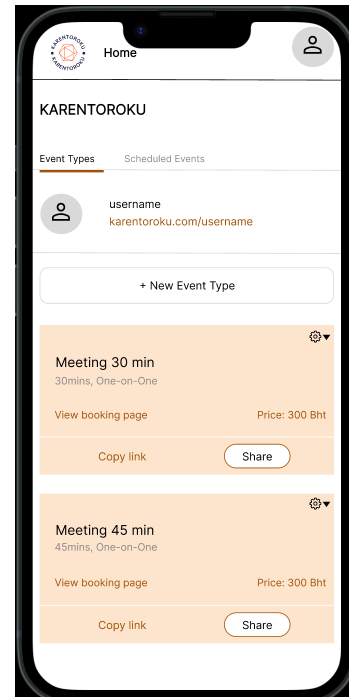 KARENTOROKU
KARENTOROKU
Home
KARENTOROKU
Event Types Scheduled Events
username
karentoroku.com/username
+ New Event Type
Meeting 30 min
30mins, One-on-One
View booking page Price: 300 Bht
Copy link Share
Meeting 45 min
45mins, One-on-One
View booking page Price: 300 Bht
Copy link Share